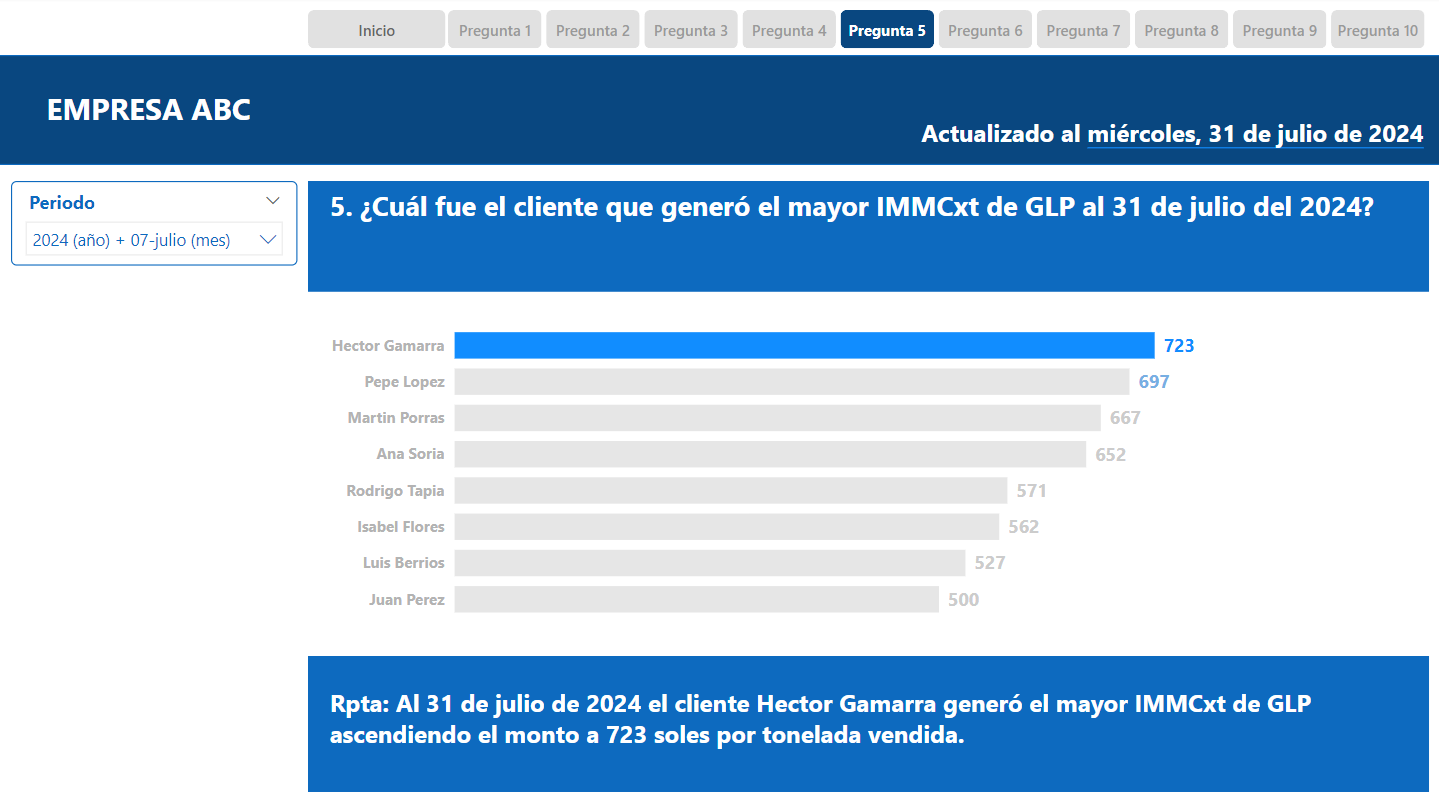 Inicio
Pregunta 1
Pregunta 2
Pregunta 3
Pregunta 4
Pregunta 5
Pregunta 6
Pregunta 7
Pregunta 8
Pregunta 9
Pregunta 10
EMPRESA ABC
Actualizado al miércoles, 31 de julio de 2024
Periodo
2024 (año) + 07-julio (mes)
5. ¿Cuál fue el cliente que generó el mayor IMMCxt de GLP al 31 de julio del 2024?
Hector Gamarra 723
Pepe Lopez 697
Martin Porras 667
Ana Soria 652
Rodrigo Tapia 571
Isabel Flores 562
Luis Berrios 527
Juan Perez 500
Rpta: Al 31 de julio de 2024 el cliente Hector Gamarra generó el mayor IMMCxt de GLP
ascendiendo el monto a 723 soles por tonelada vendida.